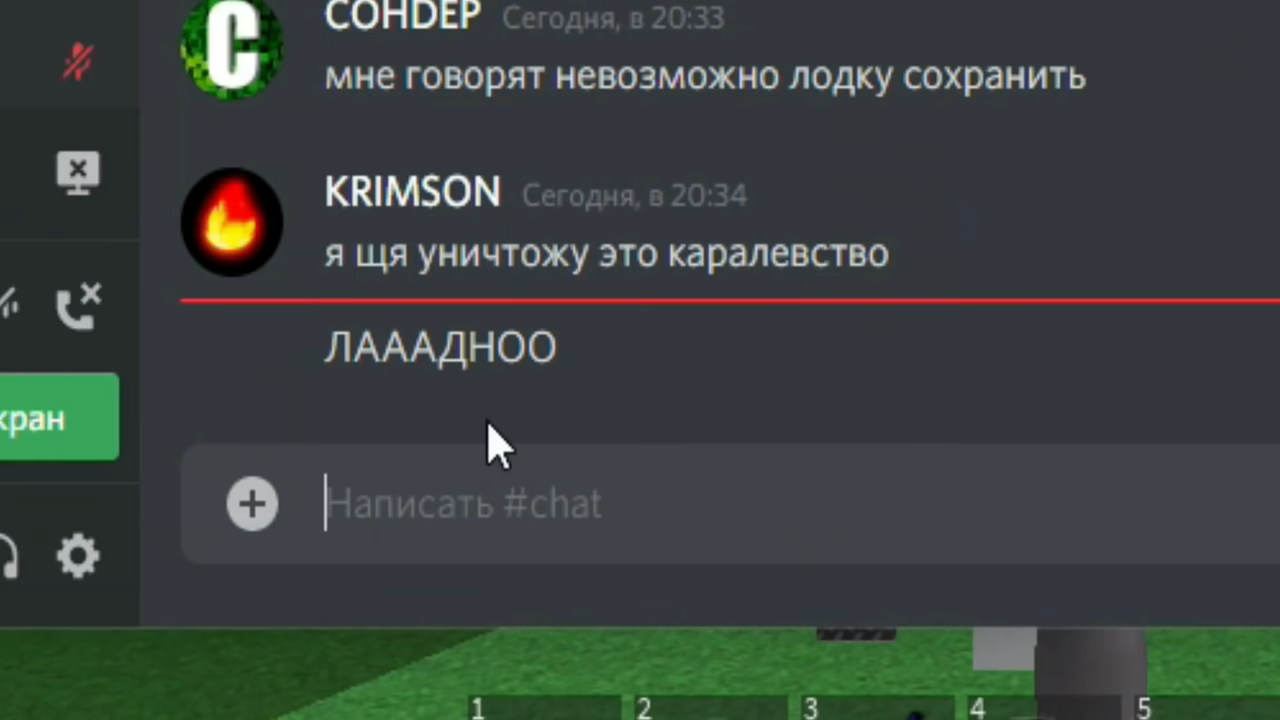 C
СОНДЕР Сегодня, в 20:33
мне говорят невозможно лодку сохранить
KRIMSON Сегодня, в 20:34
я щя уничтожу это каралевство
ЛАААДНОО
кран
Написать #chat
1 2 3 4 5